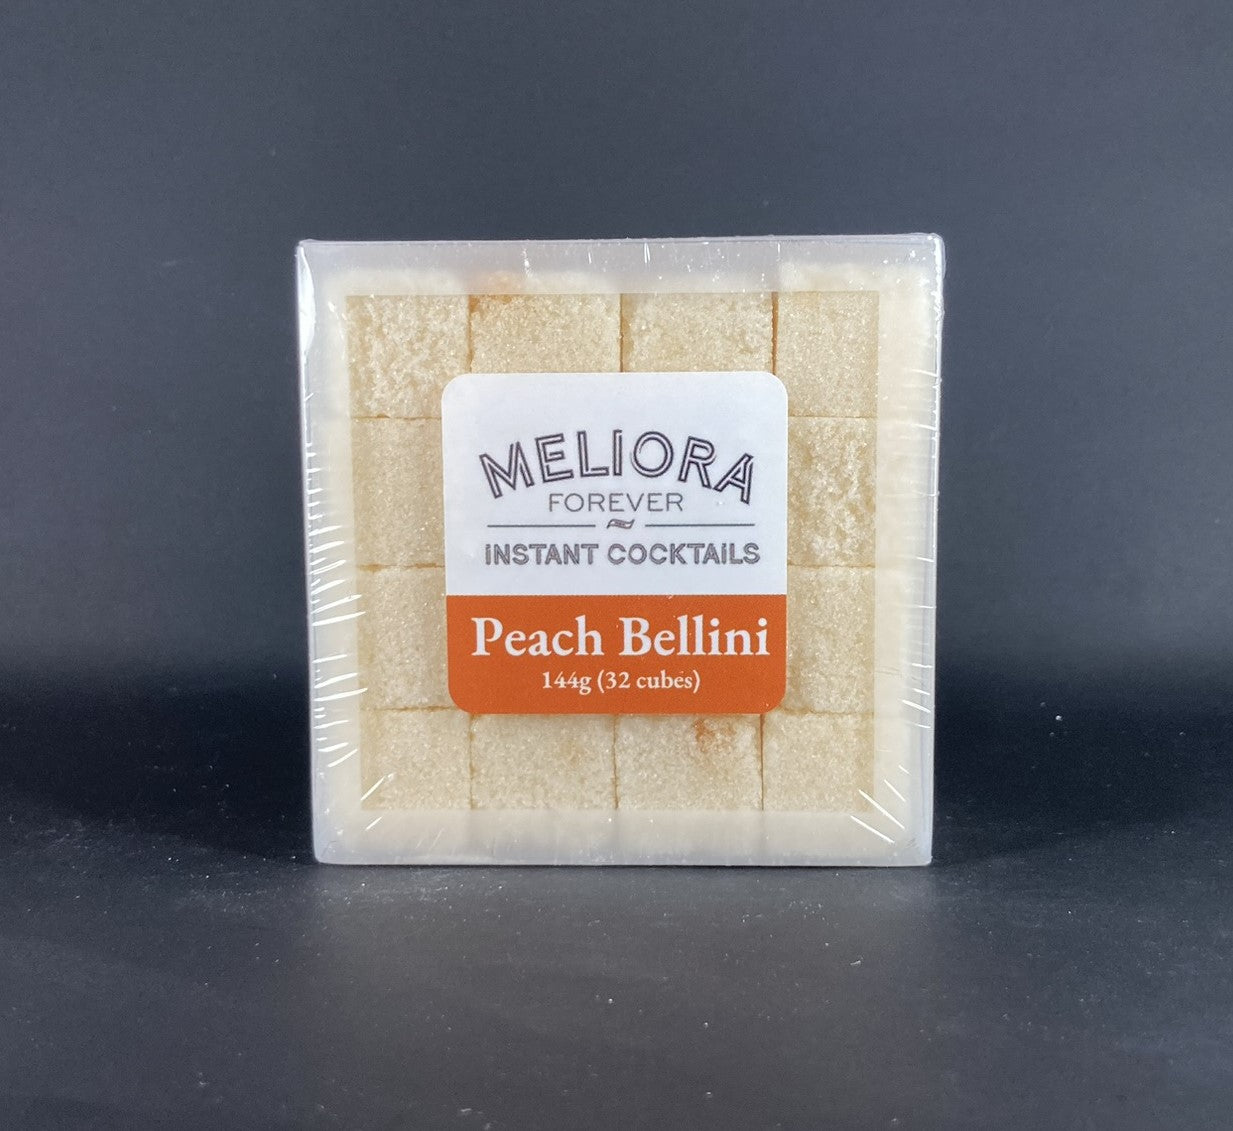 MELIORA
FOREVER
INSTANT COCKTAILS
Peach Bellini
144g (32 cubes)